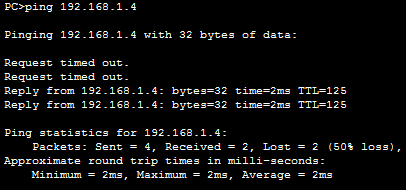 PC>ping 192.168.1.4
Pinging 192.168.1.4 with 32 bytes of data:
Request timed out.
Request timed out.
Reply from 192.168.1.4: bytes=32 time=2ms TTL=125
Reply from 192.168.1.4: bytes=32 time=2ms TTL=125
Ping statistics for 192.168.1.4:
    Packets: Sent = 4, Received = 2, Lost = 2 (50% loss),
Approximate round trip times in milli-seconds:
    Minimum = 2ms, Maximum = 2ms, Average = 2ms